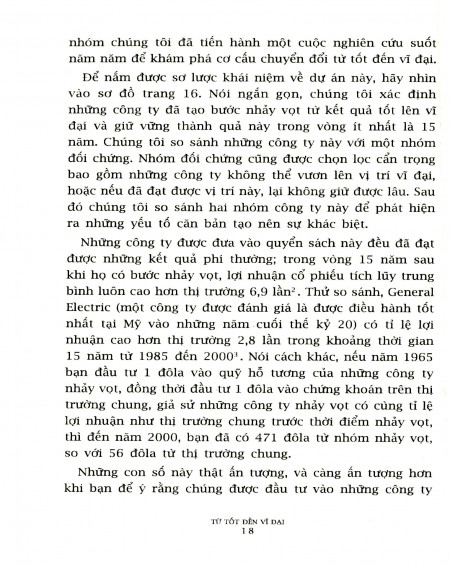 nhóm chúng tôi đã tiến hành một cuộc nghiên cứu suốt
năm năm để khám phá cơ cấu chuyển đổi từ tốt đến vĩ đại.
Để nắm được sơ lược khái niệm về dự án này, hãy nhìn
vào sơ đồ trang 16. Nói ngắn gọn, chúng tôi xác định
những công ty đã tạo bước nhảy vọt từ kết quả tốt lên vĩ
đại và giữ vững thành quả này trong vòng ít nhất là 15
năm. Chúng tôi so sánh những công ty này với một nhóm
đối chứng. Nhóm đối chứng cũng được chọn lọc cẩn trọng
bao gồm những công ty không thể vươn lên vị trí vĩ đại,
hoặc nếu đã đạt được vị trí này, lại không giữ được lâu. Sau
đó chúng tôi so sánh hai nhóm công ty này để phát hiện
ra những yếu tố căn bản tạo nên sự khác biệt.
Những công ty được đưa vào quyển sách này đều đã đạt
được những kết quả phi thường; trong vòng 15 năm sau
khi họ có bước nhảy vọt, lợi nhuận cổ phiếu tích lũy trung
bình luôn cao hơn thị trường 6,9 lần². Thử so sánh, General
Electric (một công ty được đánh giá là được điều hành tốt
nhất tại Mỹ vào những năm cuối thế kỷ 20) có tỉ lệ lợi
nhuận cao hơn thị trường 2,8 lần trong khoảng thời gian
15 năm từ 1985 đến 2000³. Nói cách khác, nếu năm 1965
bạn đầu tư 1 đôla vào quỹ hỗ tương của những công ty
nhảy vọt, đồng thời đầu tư 1 đôla vào chứng khoán trên thị
trường chung, giả sử những công ty nhảy vọt có cùng tỉ lệ
lợi nhuận như thị trường chung trước thời điểm nhảy vọt,
thì đến năm 2000, bạn đã có 471 đôla từ nhóm nhảy vọt,
so với 56 đôla từ thị trường chung.
Những con số này thật ấn tượng, và càng ấn tượng hơn
khi bạn để ý rằng chúng được đầu tư vào những công ty
TỪ TỐT ĐẾN VĨ ĐẠI
18